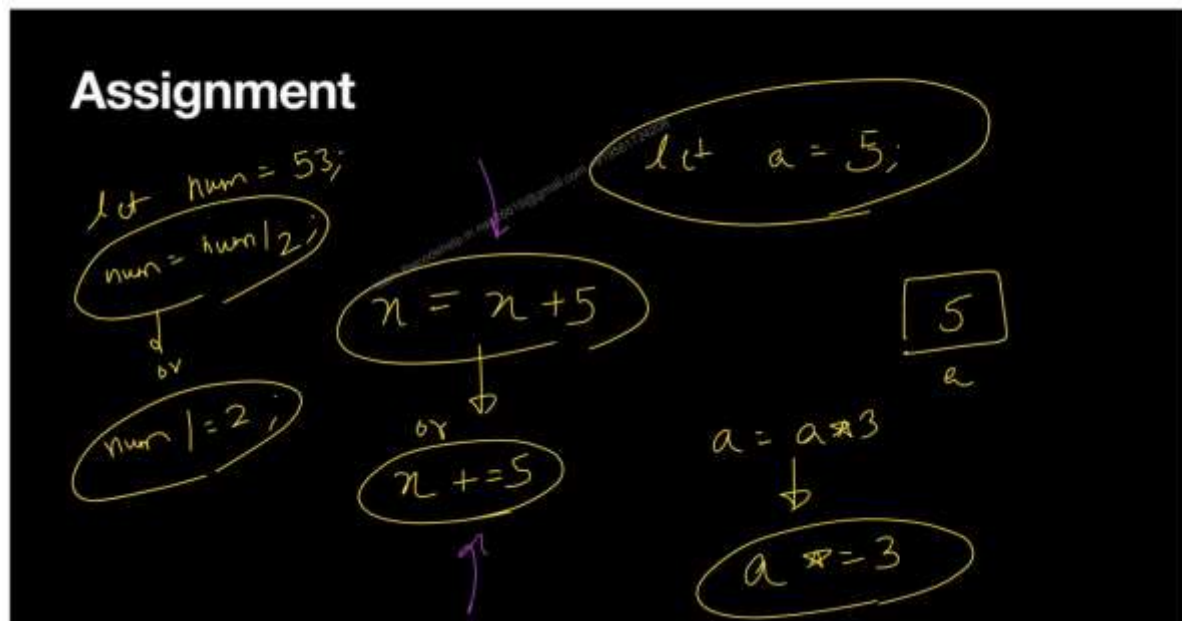 Assignment
let num = 53;
num = num/2;
or
num /=2;
x = x+5
or
x +=5
let a = 5;
5
a
a = a*3
a *= 3